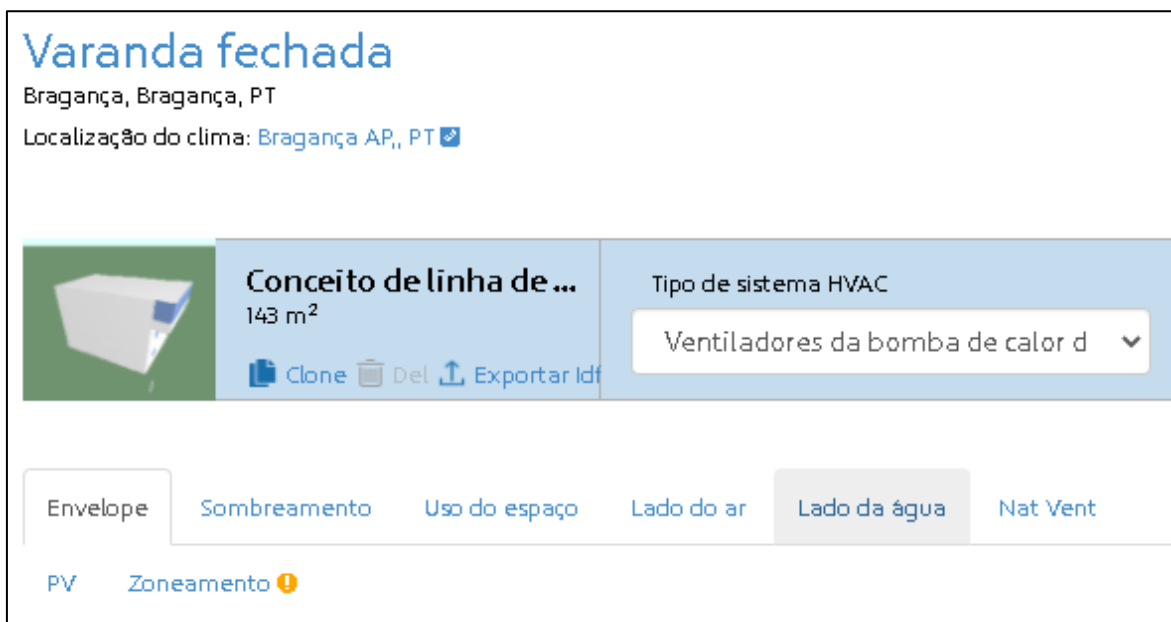 Varanda fechada
Bragança, Bragança, PT
Localização do clima: Bragança AP,, PT
Conceito de linha de ...
143 m²
Clone Del Exportar Idf
Tipo de sistema HVAC
Ventiladores da bomba de calor d
Envelope Sombreamento Uso do espaço Lado do ar Lado da água Nat Vent
PV Zoneamento